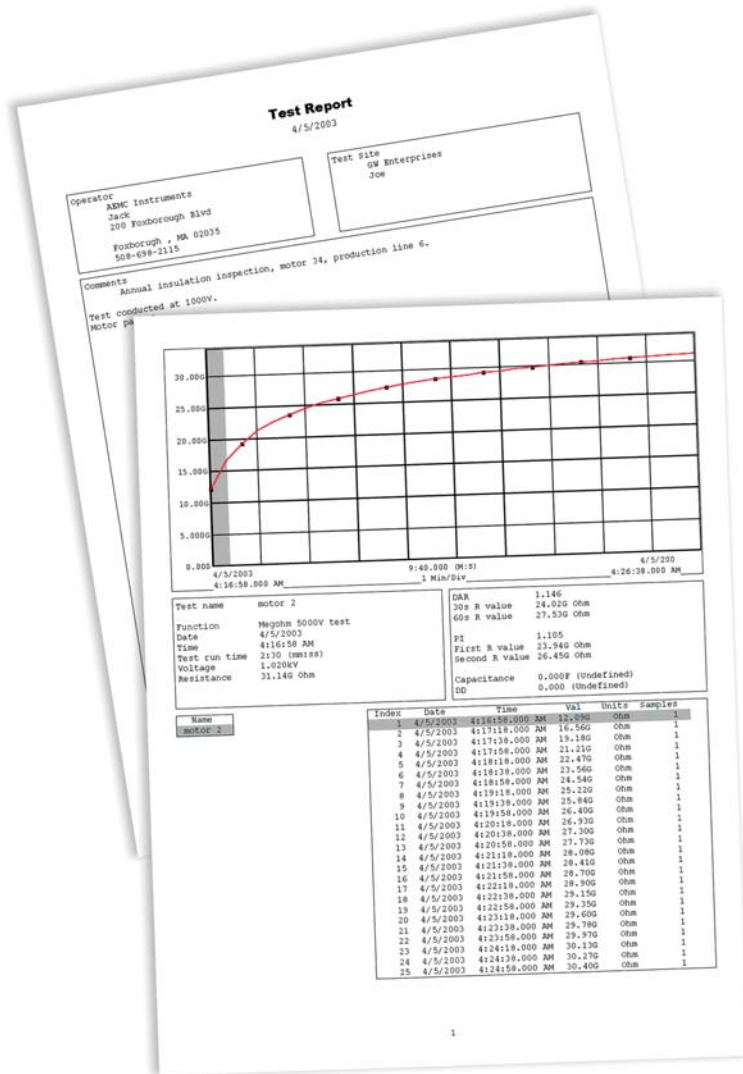 Test Report
4/5/2003
Operator
AEMC Instruments
Jack
200 Foxborough Blvd
Foxborugh , MA 02035
508-698-2115
Test Site
GW Enterprises
Joe
Comments
Annual insulation inspection, motor 34, production line 6.
Test conducted at 1000V.
Motor
30.00G
25.00G
20.00G
15.00G
10.00G
5.000G
0.000
4/5/2003
4:16:58.000 AM
9:40.000 (M:S)
1 Min/Div
4/5/200
4:26:38.000 AM
Test name motor 2
Function Megohm 5000V test
Date 4/5/2003
Time 4:16:58 AM
Test run time 2:30 (mm:ss)
Voltage 1.020kV
Resistance 31.14G Ohm
DAR 1.146
30s R value 24.02G Ohm
60s R value 27.53G Ohm
PI 1.105
First R value 23.94G Ohm
Second R value 26.45G Ohm
Capacitance 0.000F (Undefined)
DD 0.000 (Undefined)
Name
motor 2
Index Date Time Val Units Samples
1 4/5/2003 4:16:58.000 AM 12.09G Ohm 1
2 4/5/2003 4:17:18.000 AM 16.56G Ohm 1
3 4/5/2003 4:17:38.000 AM 19.18G Ohm 1
4 4/5/2003 4:17:58.000 AM 21.21G Ohm 1
5 4/5/2003 4:18:18.000 AM 22.47G Ohm 1
6 4/5/2003 4:18:38.000 AM 23.56G Ohm 1
7 4/5/2003 4:18:58.000 AM 24.54G Ohm 1
8 4/5/2003 4:19:18.000 AM 25.22G Ohm 1
9 4/5/2003 4:19:38.000 AM 25.84G Ohm 1
10 4/5/2003 4:19:58.000 AM 26.40G Ohm 1
11 4/5/2003 4:20:18.000 AM 26.93G Ohm 1
12 4/5/2003 4:20:38.000 AM 27.30G Ohm 1
13 4/5/2003 4:20:58.000 AM 27.73G Ohm 1
14 4/5/2003 4:21:18.000 AM 28.08G Ohm 1
15 4/5/2003 4:21:38.000 AM 28.41G Ohm 1
16 4/5/2003 4:21:58.000 AM 28.70G Ohm 1
17 4/5/2003 4:22:18.000 AM 28.90G Ohm 1
18 4/5/2003 4:22:38.000 AM 29.15G Ohm 1
19 4/5/2003 4:22:58.000 AM 29.35G Ohm 1
20 4/5/2003 4:23:18.000 AM 29.60G Ohm 1
21 4/5/2003 4:23:38.000 AM 29.78G Ohm 1
22 4/5/2003 4:23:58.000 AM 29.97G Ohm 1
23 4/5/2003 4:24:18.000 AM 30.13G Ohm 1
24 4/5/2003 4:24:38.000 AM 30.27G Ohm 1
25 4/5/2003 4:24:58.000 AM 30.40G Ohm 1
1